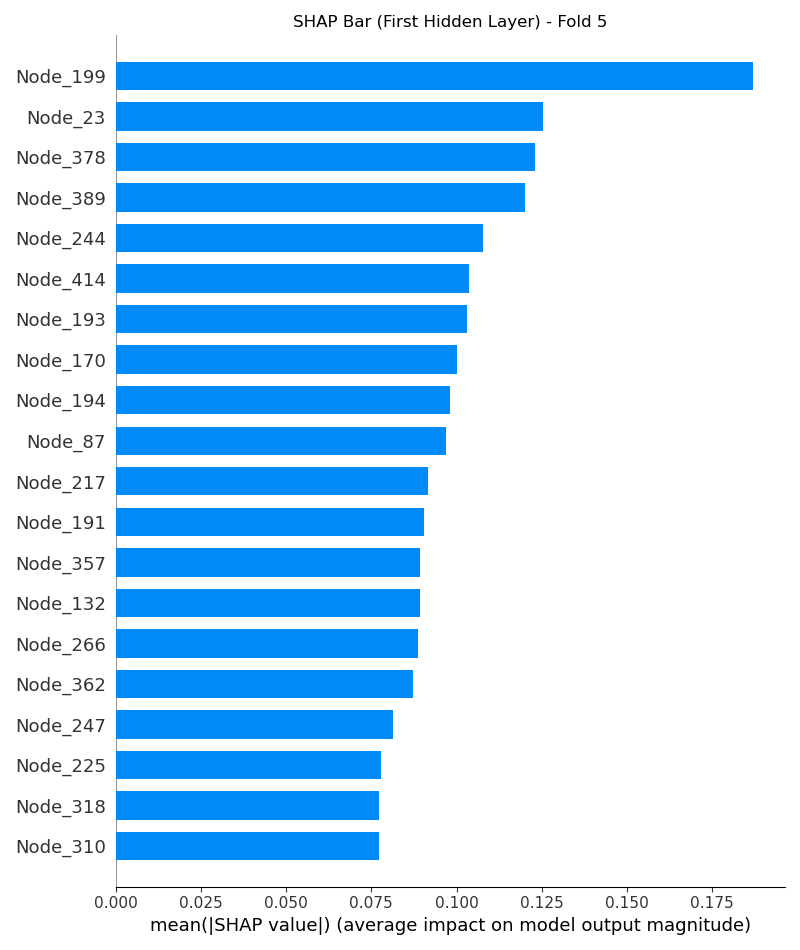 SHAP Bar (First Hidden Layer) - Fold 5
Node_199
Node_23
Node_378
Node_389
Node_244
Node_414
Node_193
Node_170
Node_194
Node_87
Node_217
Node_191
Node_357
Node_132
Node_266
Node_362
Node_247
Node_225
Node_318
Node_310
0.000 0.025 0.050 0.075 0.100 0.125 0.150 0.175
mean(|SHAP value|) (average impact on model output magnitude)